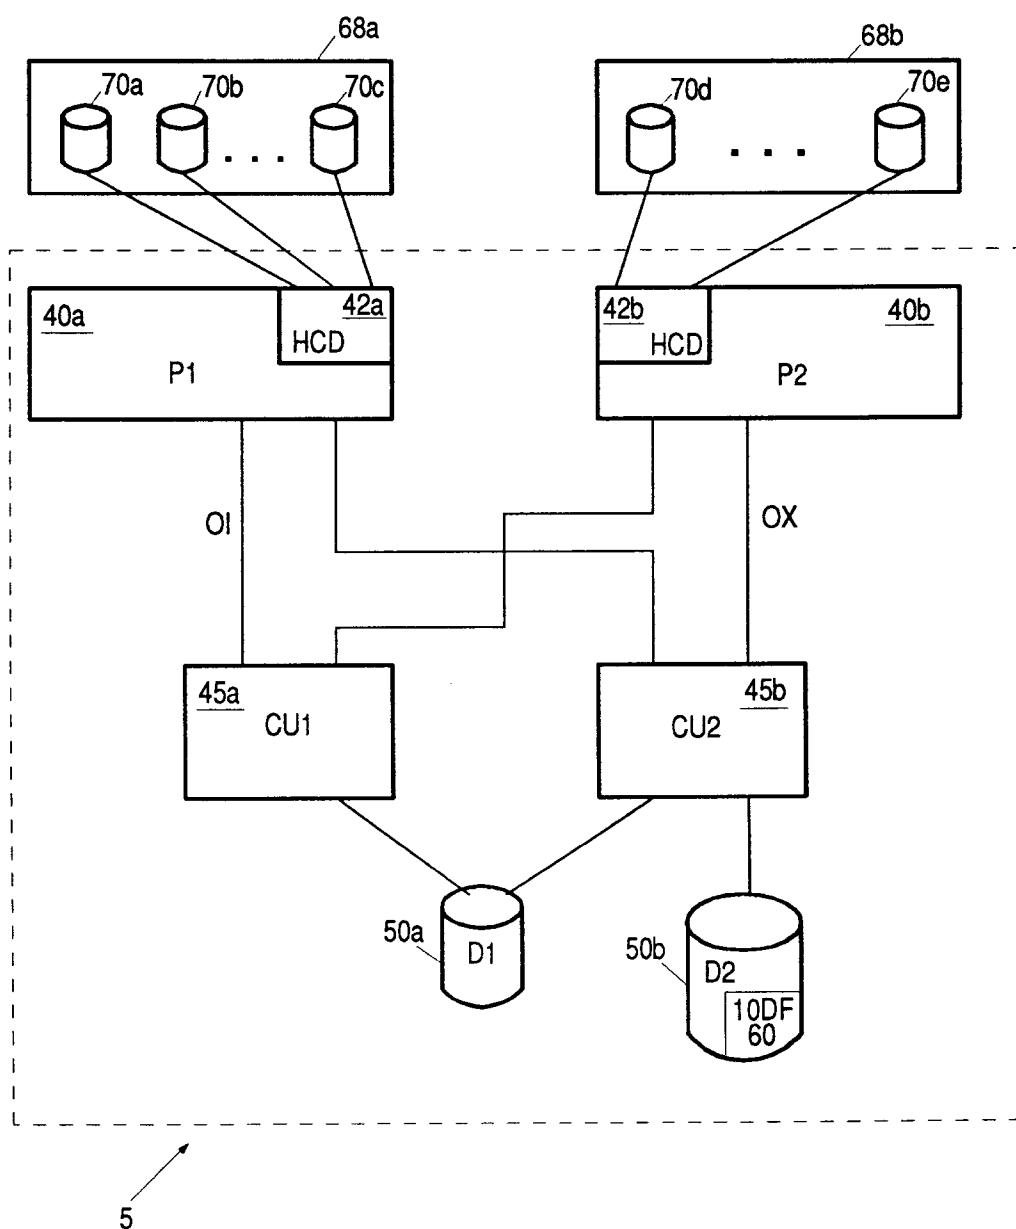 68a
68b
70a
70b
70c
70d
70e
. . .
. . .
40a
42a
HCD
P1
42b
HCD
40b
P2
OI
OX
45a
CU1
45b
CU2
50a
D1
50b
D2
10DF
60
5